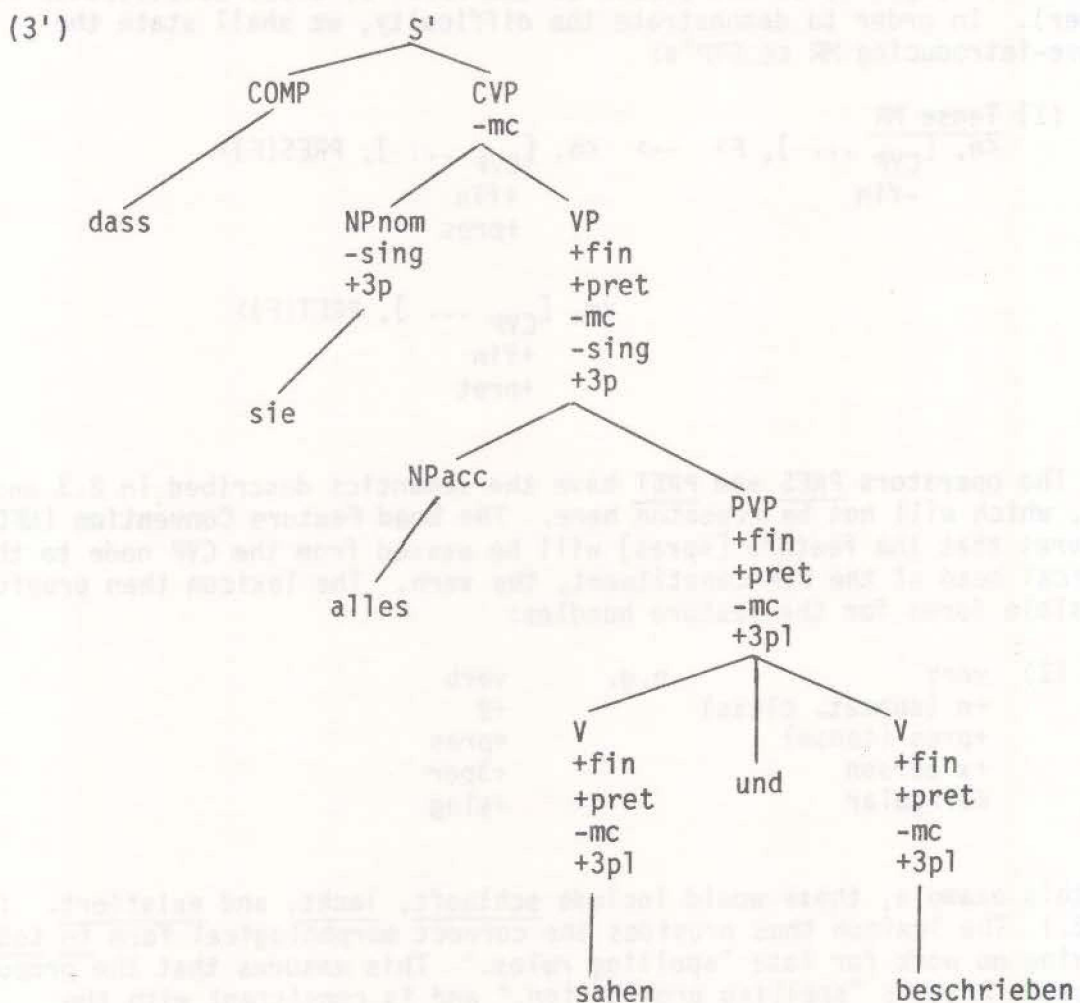 (3')
S'
COMP CVP
-mc
dass NPnom VP
-sing +fin
+3p +pret
-mc
-sing
+3p
sie
NPacc PVP
+fin
+pret
-mc
+3pl
alles
V und V
+fin +fin
+pret +pret
-mc -mc
+3pl +3pl
sahen beschrieben